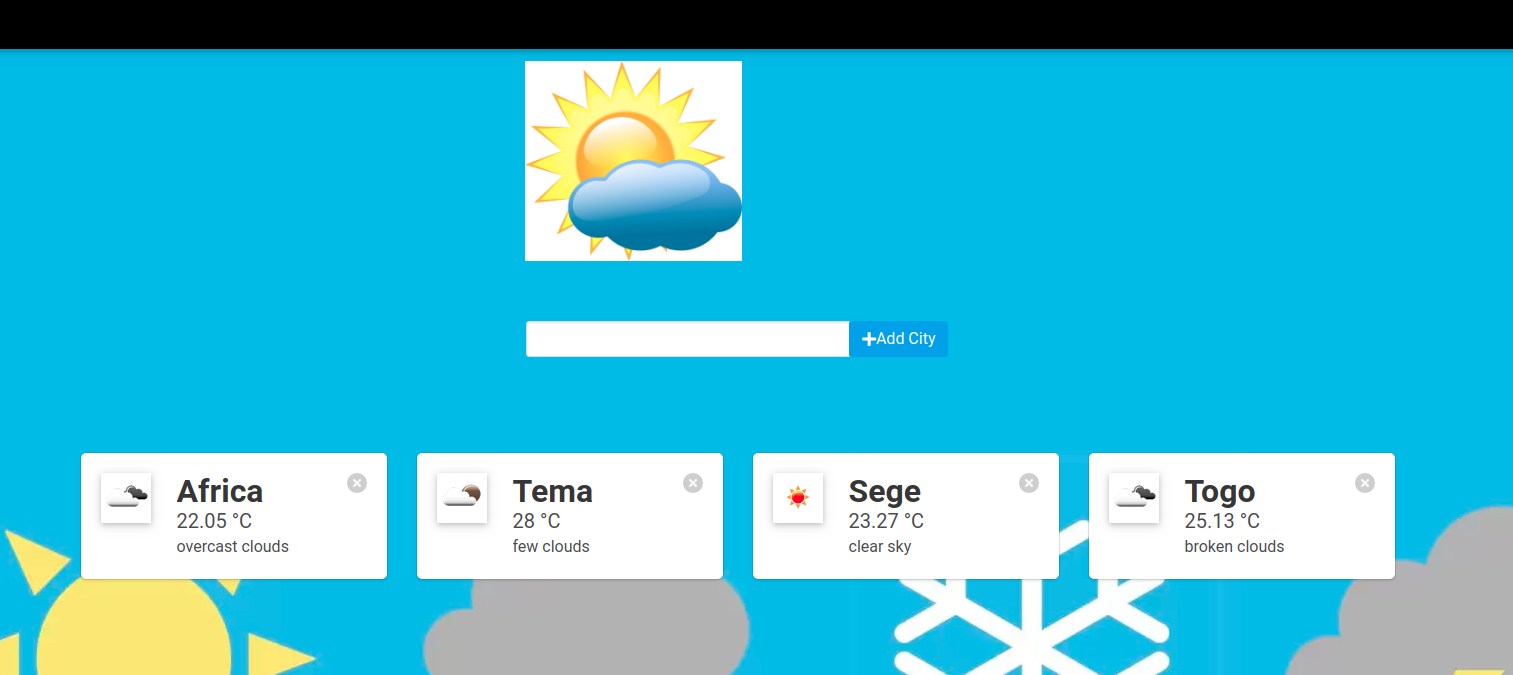 Add City
Africa
22.05 °C
overcast clouds
Tema
28 °C
few clouds
Sege
23.27 °C
clear sky
Togo
25.13 °C
broken clouds